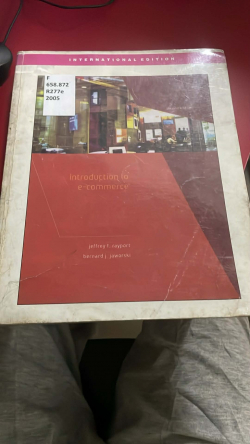 INTERNATIONAL EDITION
F
658.872
R277e
2005
introduction to
e-commerce
jeffrey f. rayport
bernard j. jaworski